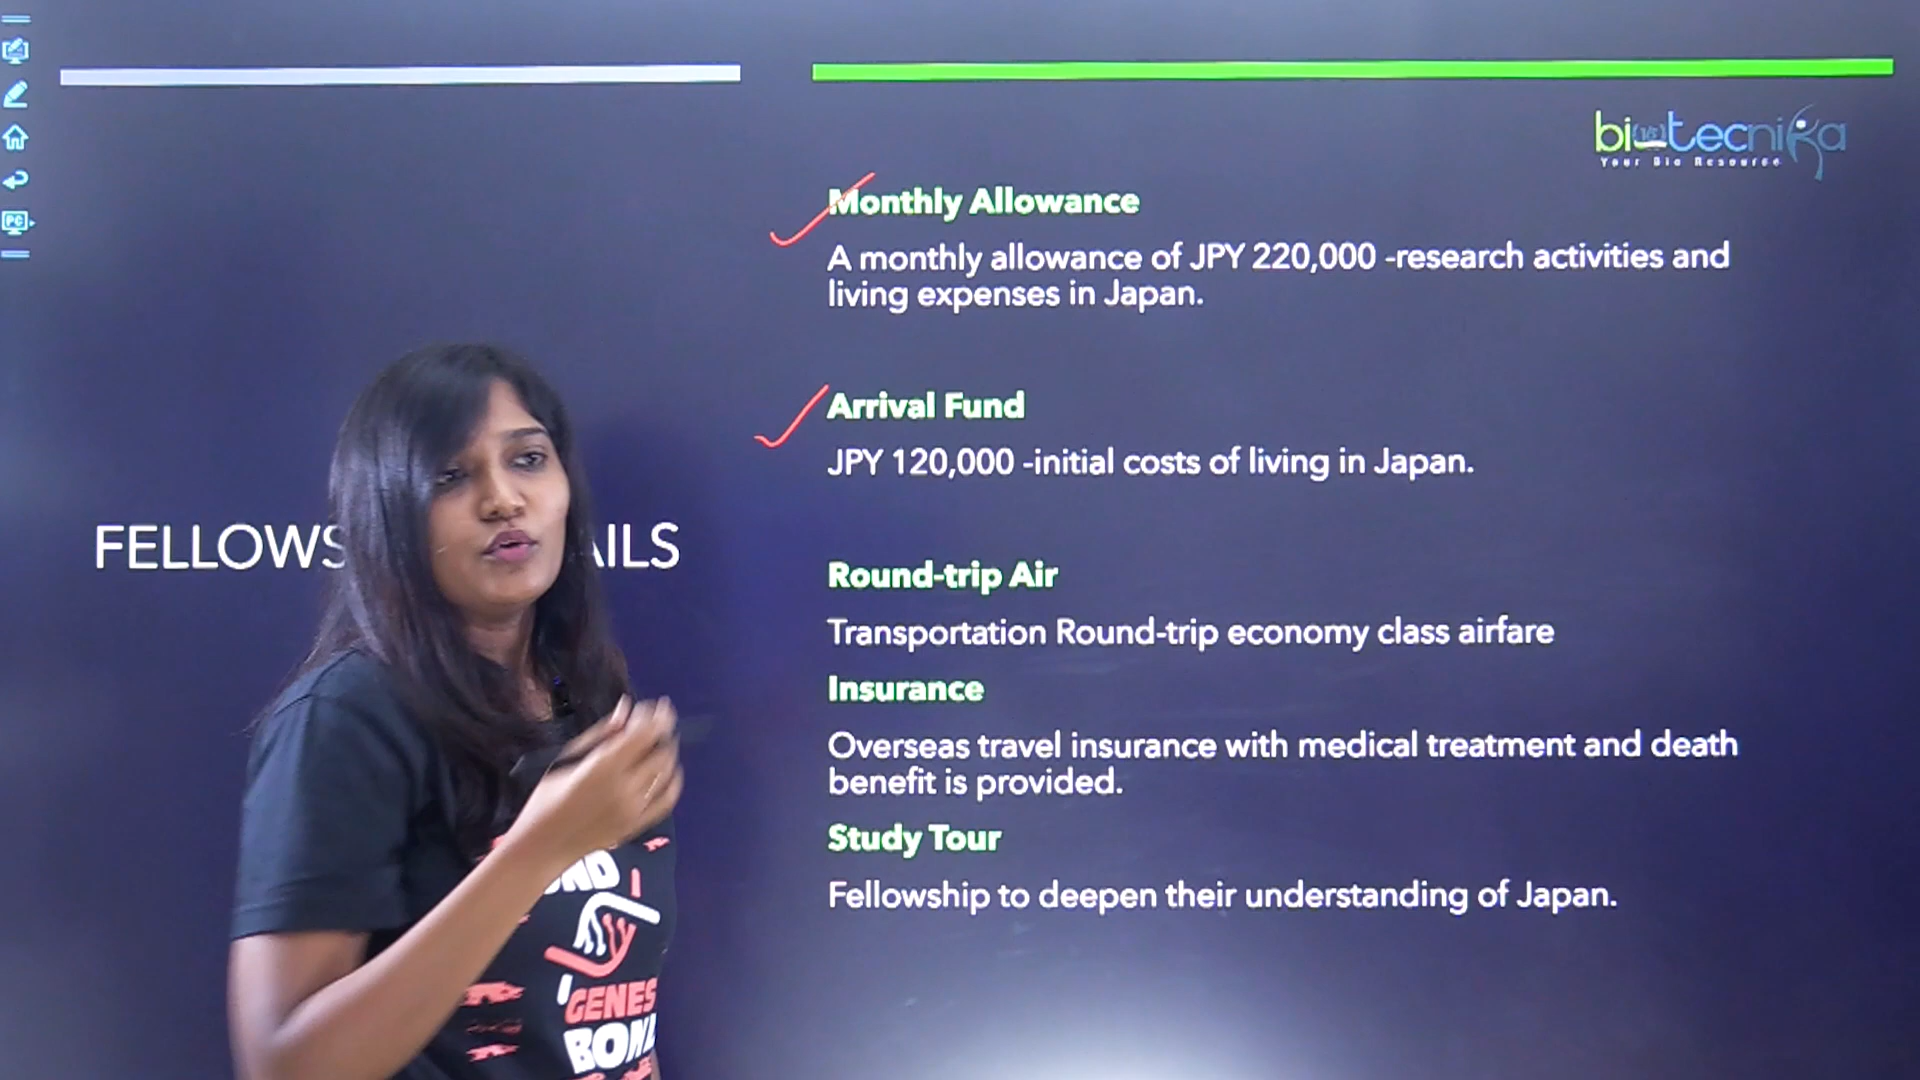 biotecnika
Your Bio Resource
Monthly Allowance
A monthly allowance of JPY 220,000 -research activities and
living expenses in Japan.
Arrival Fund
JPY 120,000 -initial costs of living in Japan.
FELLOWS AILS
Round-trip Air
Transportation Round-trip economy class airfare
Insurance
Overseas travel insurance with medical treatment and death
benefit is provided.
Study Tour
Fellowship to deepen their understanding of Japan.
GENES
PC